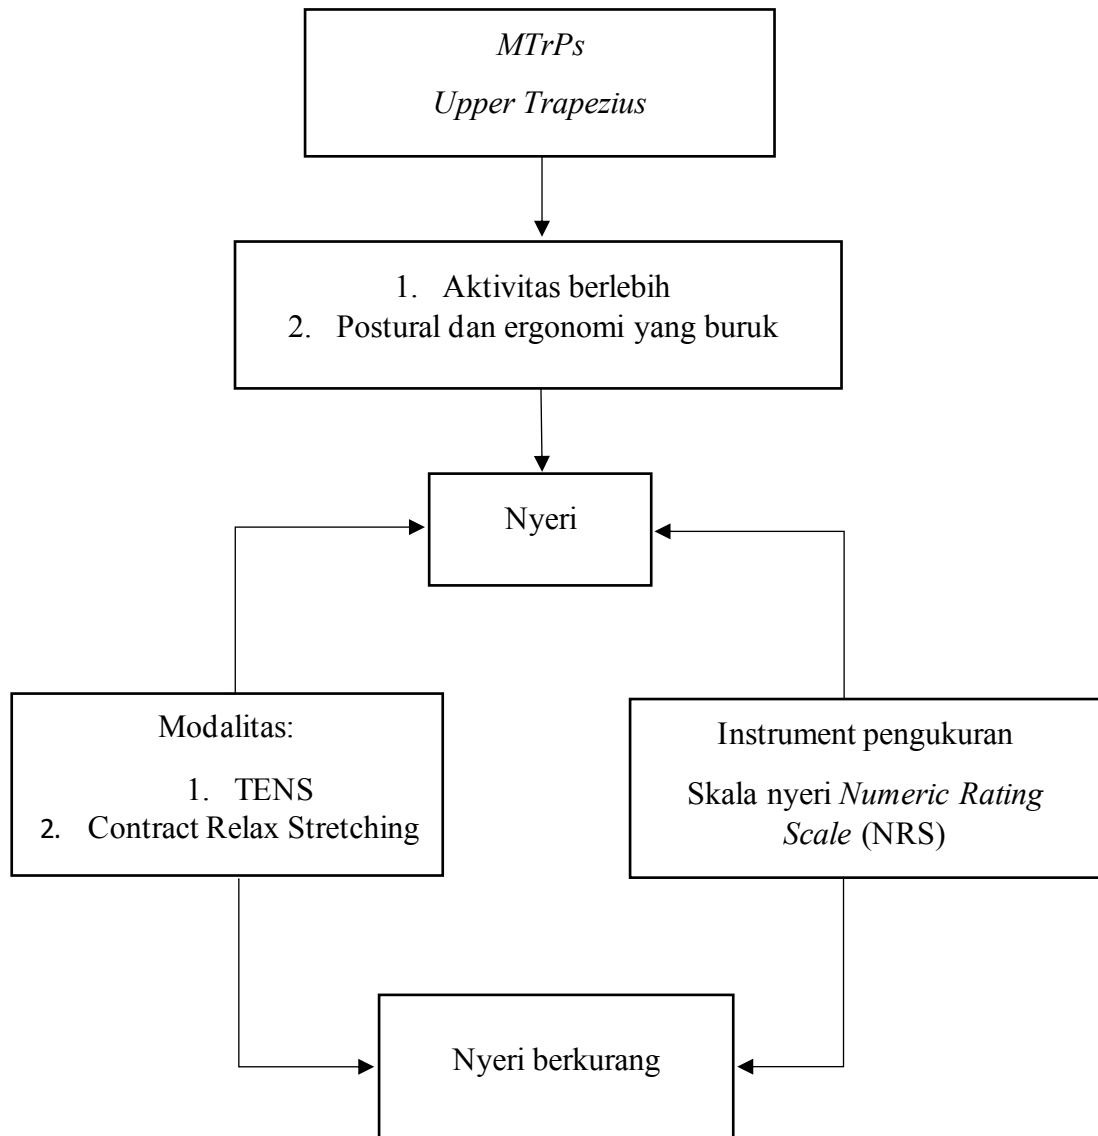 MTrPs
Upper Trapezius
1. Aktivitas berlebih
2. Postural dan ergonomi yang buruk
Nyeri
Modalitas:
1. TENS
2. Contract Relax Stretching
Instrument pengukuran
Skala nyeri Numeric Rating
Scale (NRS)
Nyeri berkurang